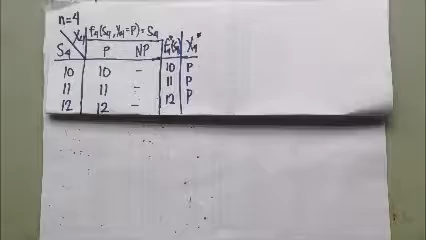 n=4
X4 f4(S4, X4=P) = S4
S4 P NP f4*(S4) X4*
10 10 - 10 P
11 11 - 11 P
12 12 - 12 P